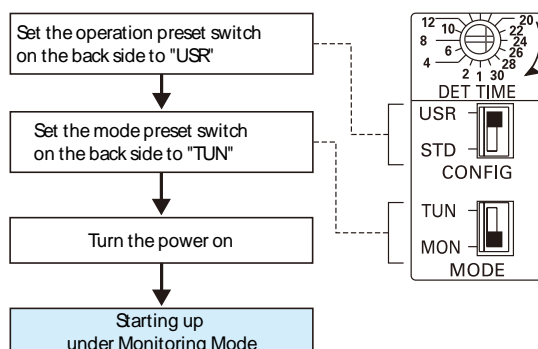 Set the operation preset switch
on the back side to "USR"
Set the mode preset switch
on the back side to "TUN"
Turn the power on
Starting up
under Monitoring Mode
12
10
8
6
4
2
1
30
28
26
24
22
20
DET TIME
USR
STD
CONFIG
TUN
MON
MODE